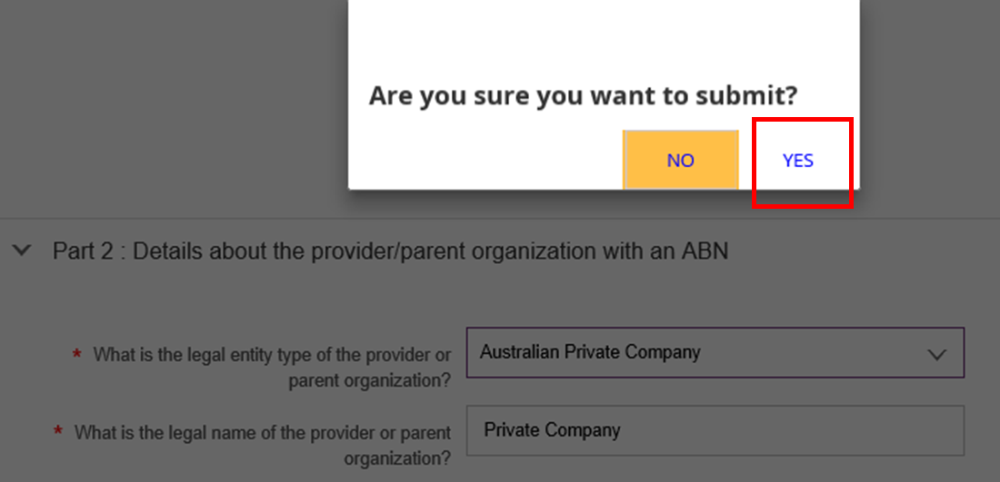 Are you sure you want to submit?
NO
YES
Part 2 : Details about the provider/parent organization with an ABN
* What is the legal entity type of the provider or
parent organization?
Australian Private Company
* What is the legal name of the provider or parent
organization?
Private Company